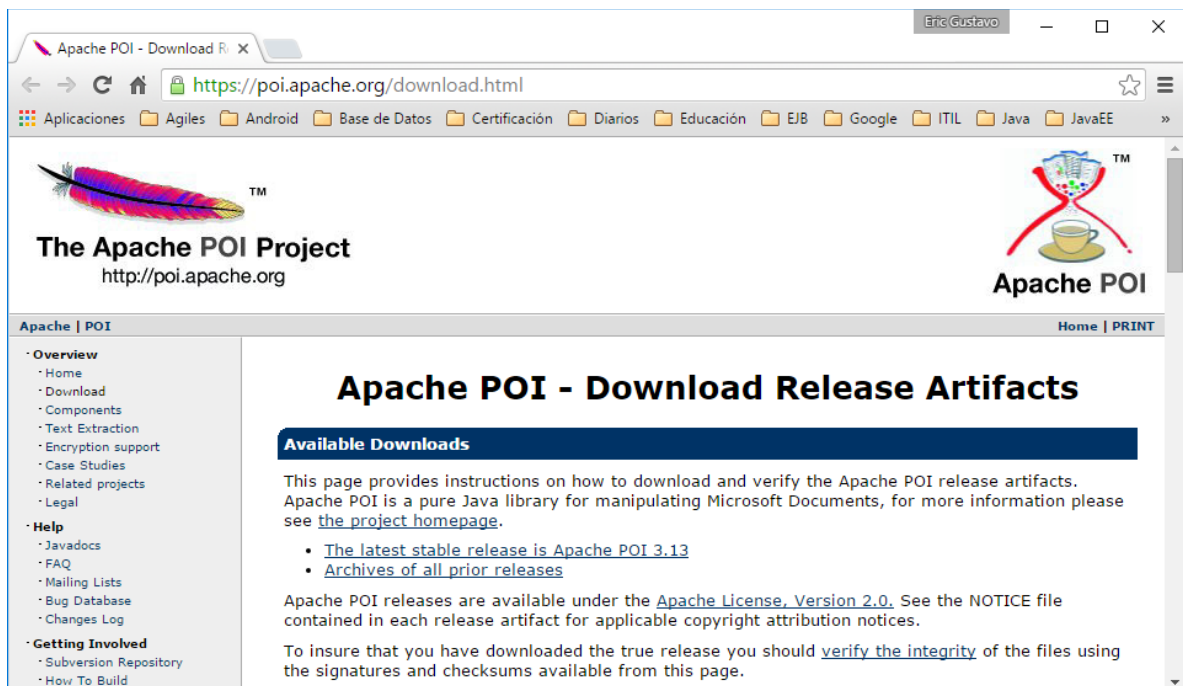 Eric Gustavo
Apache POI - Download R
https://poi.apache.org/download.html
Aplicaciones Agiles Android Base de Datos Certificación Diarios Educación EJB Google ITIL Java JavaEE »
TM
The Apache POI Project
http://poi.apache.org
TM
Apache POI
Apache | POI
Home | PRINT
· Overview
· Home
· Download
· Components
· Text Extraction
· Encryption support
· Case Studies
· Related projects
· Legal
· Help
· Javadocs
· FAQ
· Mailing Lists
· Bug Database
· Changes Log
· Getting Involved
· Subversion Repository
· How To Build
Apache POI - Download Release Artifacts
Available Downloads
This page provides instructions on how to download and verify the Apache POI release artifacts.
Apache POI is a pure Java library for manipulating Microsoft Documents, for more information please
see the project homepage.
• The latest stable release is Apache POI 3.13
• Archives of all prior releases
Apache POI releases are available under the Apache License, Version 2.0. See the NOTICE file
contained in each release artifact for applicable copyright attribution notices.
To insure that you have downloaded the true release you should verify the integrity of the files using
the signatures and checksums available from this page.